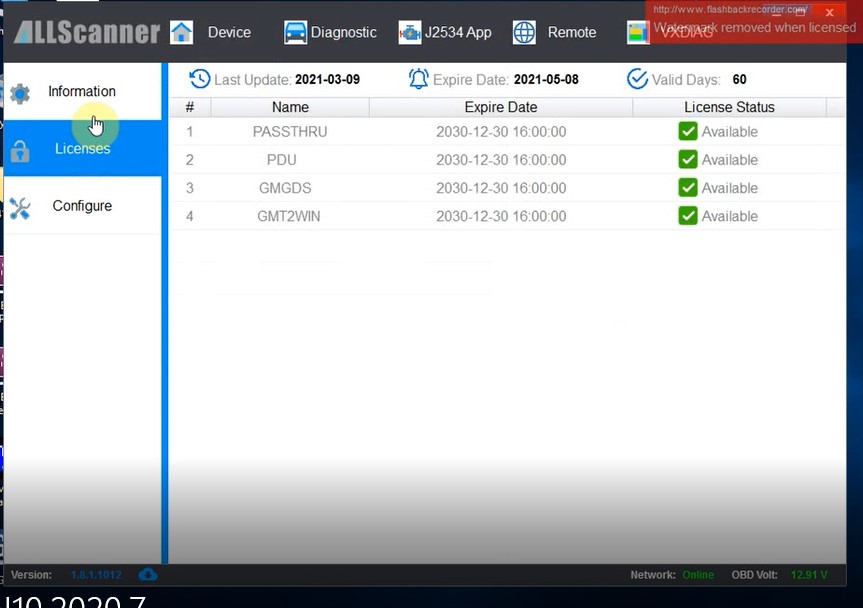 http://www.flashbackrecorder.com/
Watermark removed when licensed
ALLScanner
Device
Diagnostic
J2534 App
Remote
VXDIAG
Information
Licenses
Configure
Last Update: 2021-03-09
Expire Date: 2021-05-08
Valid Days: 60
# Name Expire Date License Status
1 PASSTHRU 2030-12-30 16:00:00 Available
2 PDU 2030-12-30 16:00:00 Available
3 GMGDS 2030-12-30 16:00:00 Available
4 GMT2WIN 2030-12-30 16:00:00 Available
Version: 1.8.1.1012
Network: Online
OBD Volt: 12.91 V